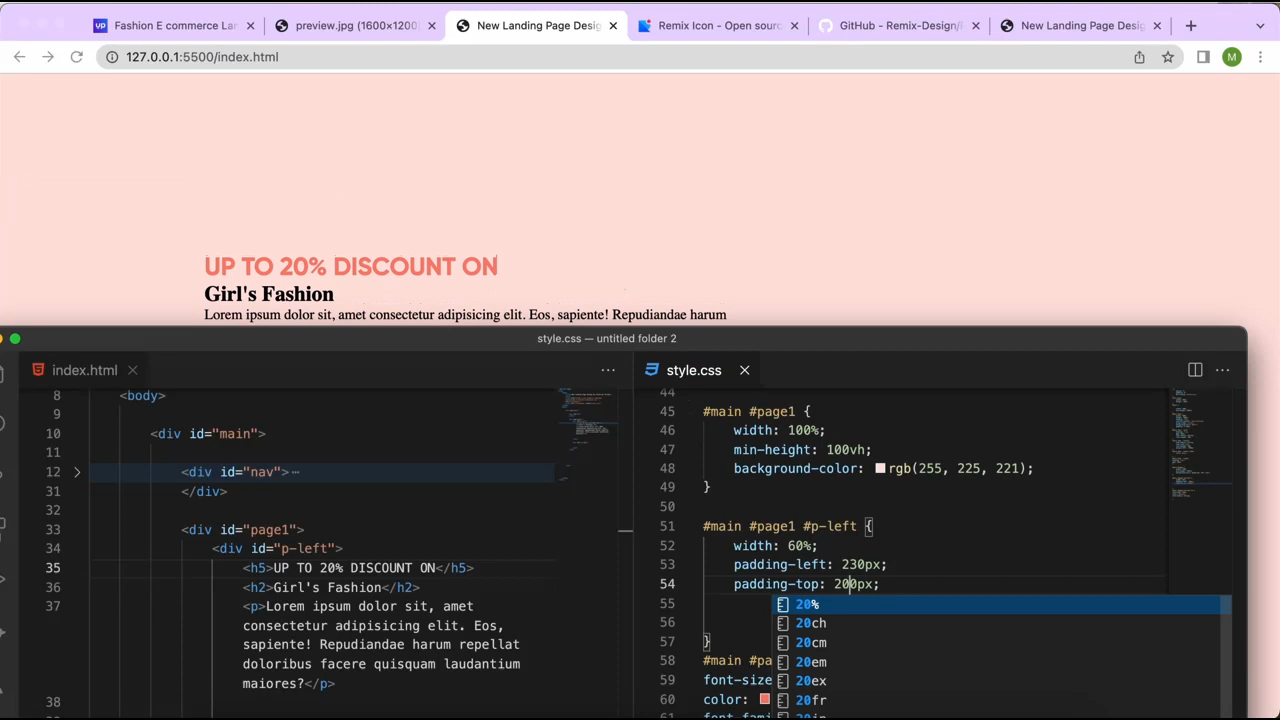 Fashion E commerce La
preview.jpg (1600×1200)
New Landing Page Desig
Remix Icon - Open sourc
GitHub - Remix-Design/
New Landing Page Desig
127.0.0.1:5500/index.html
M
UP TO 20% DISCOUNT ON
Girl's Fashion
Lorem ipsum dolor sit, amet consectetur adipisicing elit. Eos, sapiente! Repudiandae harum
style.css — untitled folder 2
index.html
style.css
8 <body>
9
10 <div id="main">
11
12 <div id="nav">
31 </div>
32
33 <div id="page1">
34 <div id="p-left">
35 <h5>UP TO 20% DISCOUNT ON</h5>
36 <h2>Girl's Fashion</h2>
37 <p>Lorem ipsum dolor sit, amet
consectetur adipisicing elit. Eos,
sapiente! Repudiandae harum repellat
doloribus facere quisquam laudantium
maiores?</p>
38
44
45 #main #page1 {
46 width: 100%;
47 min-height: 100vh;
48 background-color: rgb(255, 225, 221);
49 }
50
51 #main #page1 #p-left {
52 width: 60%;
53 padding-left: 230px;
54 padding-top: 200px;
55
56
57 }
58 #main #pa
59 font-size
60 color:
61 font-fami
20%
20ch
20cm
20em
20ex
20fr
20in